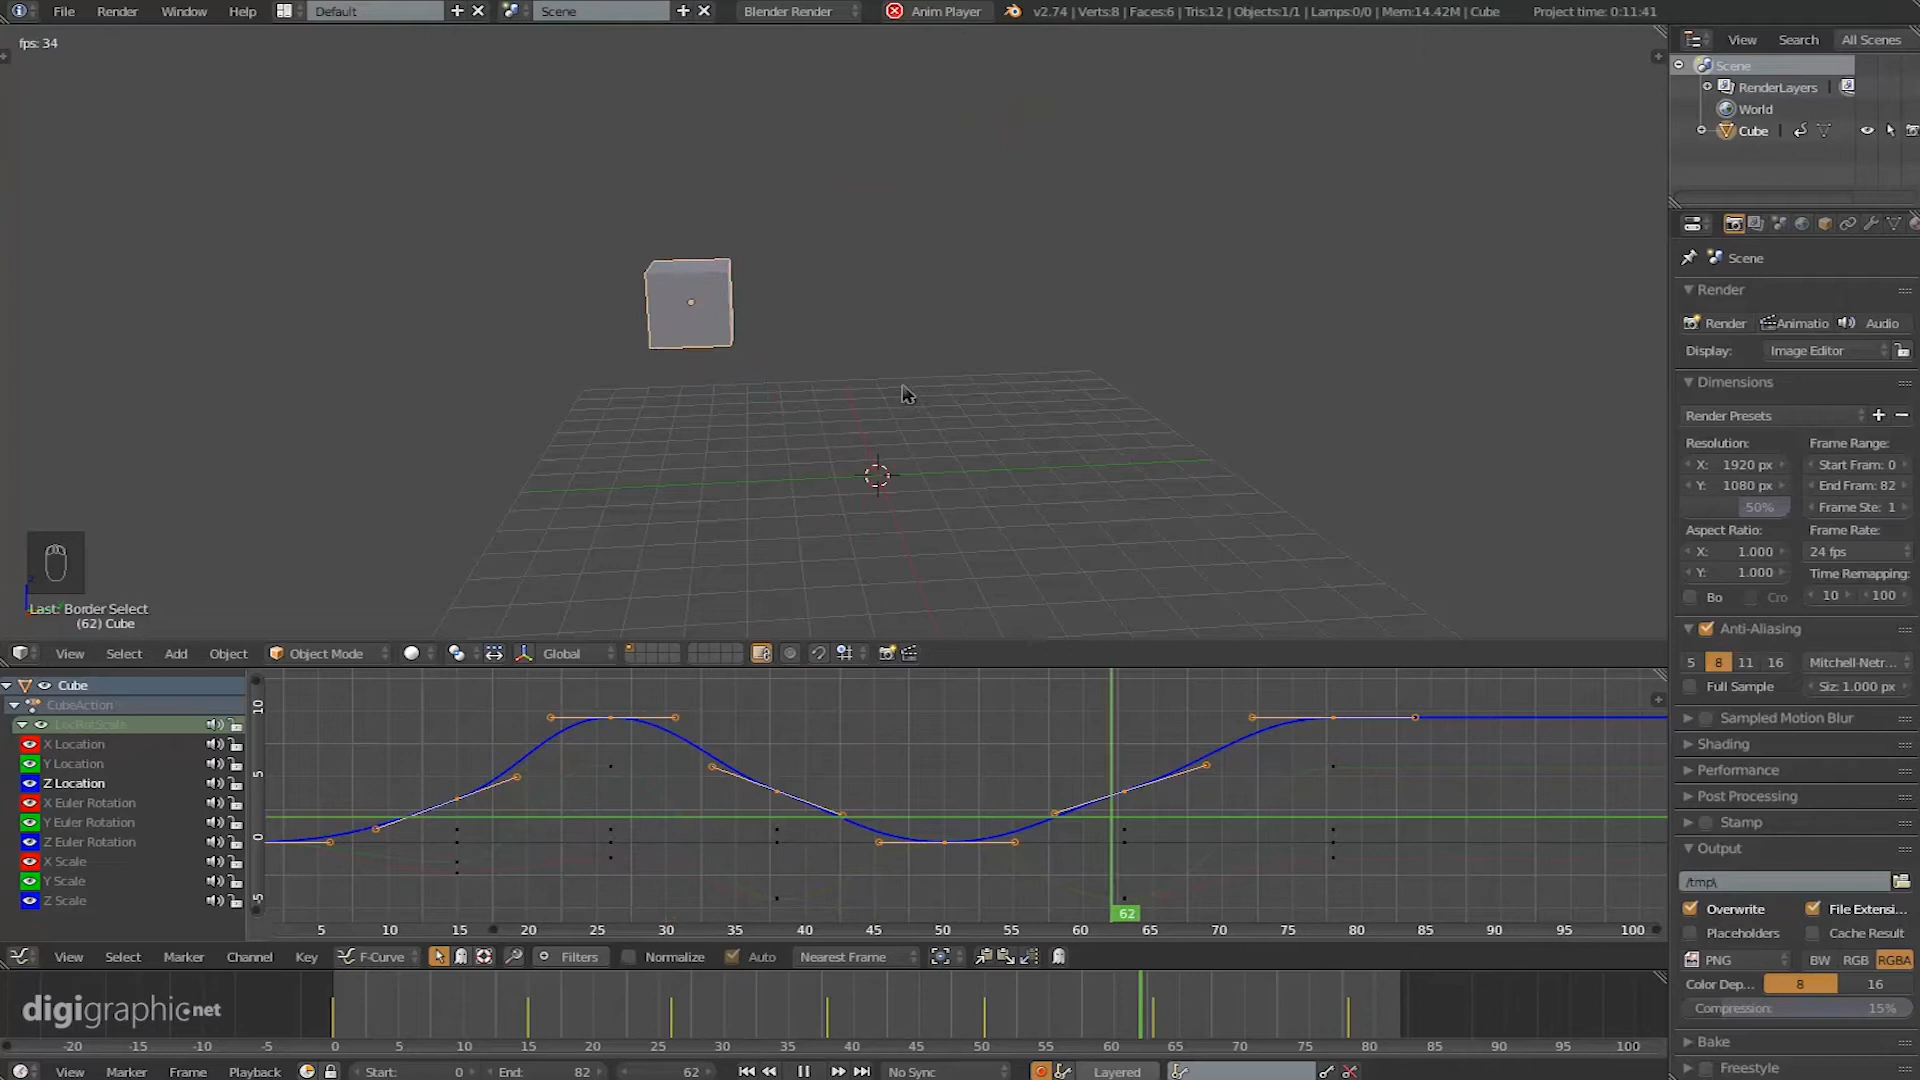 File Render Window Help Default Scene Blender Render Anim Player v2.74 | Verts:8 | Faces:6 | Tris:12 | Objects:1/1 | Lamps:0/0 | Mem:14.42M | Cube Project time: 0:11:41
fps: 34
Last: Border Select
(62) Cube
View Select Add Object Object Mode Global
View Search All Scenes
Scene
RenderLayers
World
Cube
Scene
Render
Render Animatio Audio
Display: Image Editor
Dimensions
Render Presets
Resolution: Frame Range:
X: 1920 px Start Fram: 0
Y: 1080 px End Fram: 82
50% Frame Ste: 1
Aspect Ratio: Frame Rate:
X: 1.000 24 fps
Y: 1.000 Time Remapping:
Bo Cro 10 100
Anti-Aliasing
5 8 11 16 Mitchell-Netr...
Full Sample Siz: 1.000 px
Sampled Motion Blur
Shading
Performance
Post Processing
Stamp
Output
/tmp\
Overwrite File Extensi...
Placeholders Cache Result
PNG BW RGB RGBA
Color Dep... 8 16
Compression: 15%
Bake
Freestyle
Cube
CubeAction
LocRotScale
X Location
Y Location
Z Location
X Euler Rotation
Y Euler Rotation
Z Euler Rotation
X Scale
Y Scale
Z Scale
10
5
0
-5
62
5 10 15 20 25 30 35 40 45 50 55 60 65 70 75 80 85 90 95 100
View Select Marker Channel Key F-Curve Filters Normalize Auto Nearest Frame
digigraphic.net
-20 -15 -10 -5 0 5 10 15 20 25 30 35 40 45 50 55 60 65 70 75 80 85 90 95 100
View Marker Frame Playback Start: 0 End: 82 62 No Sync Layered